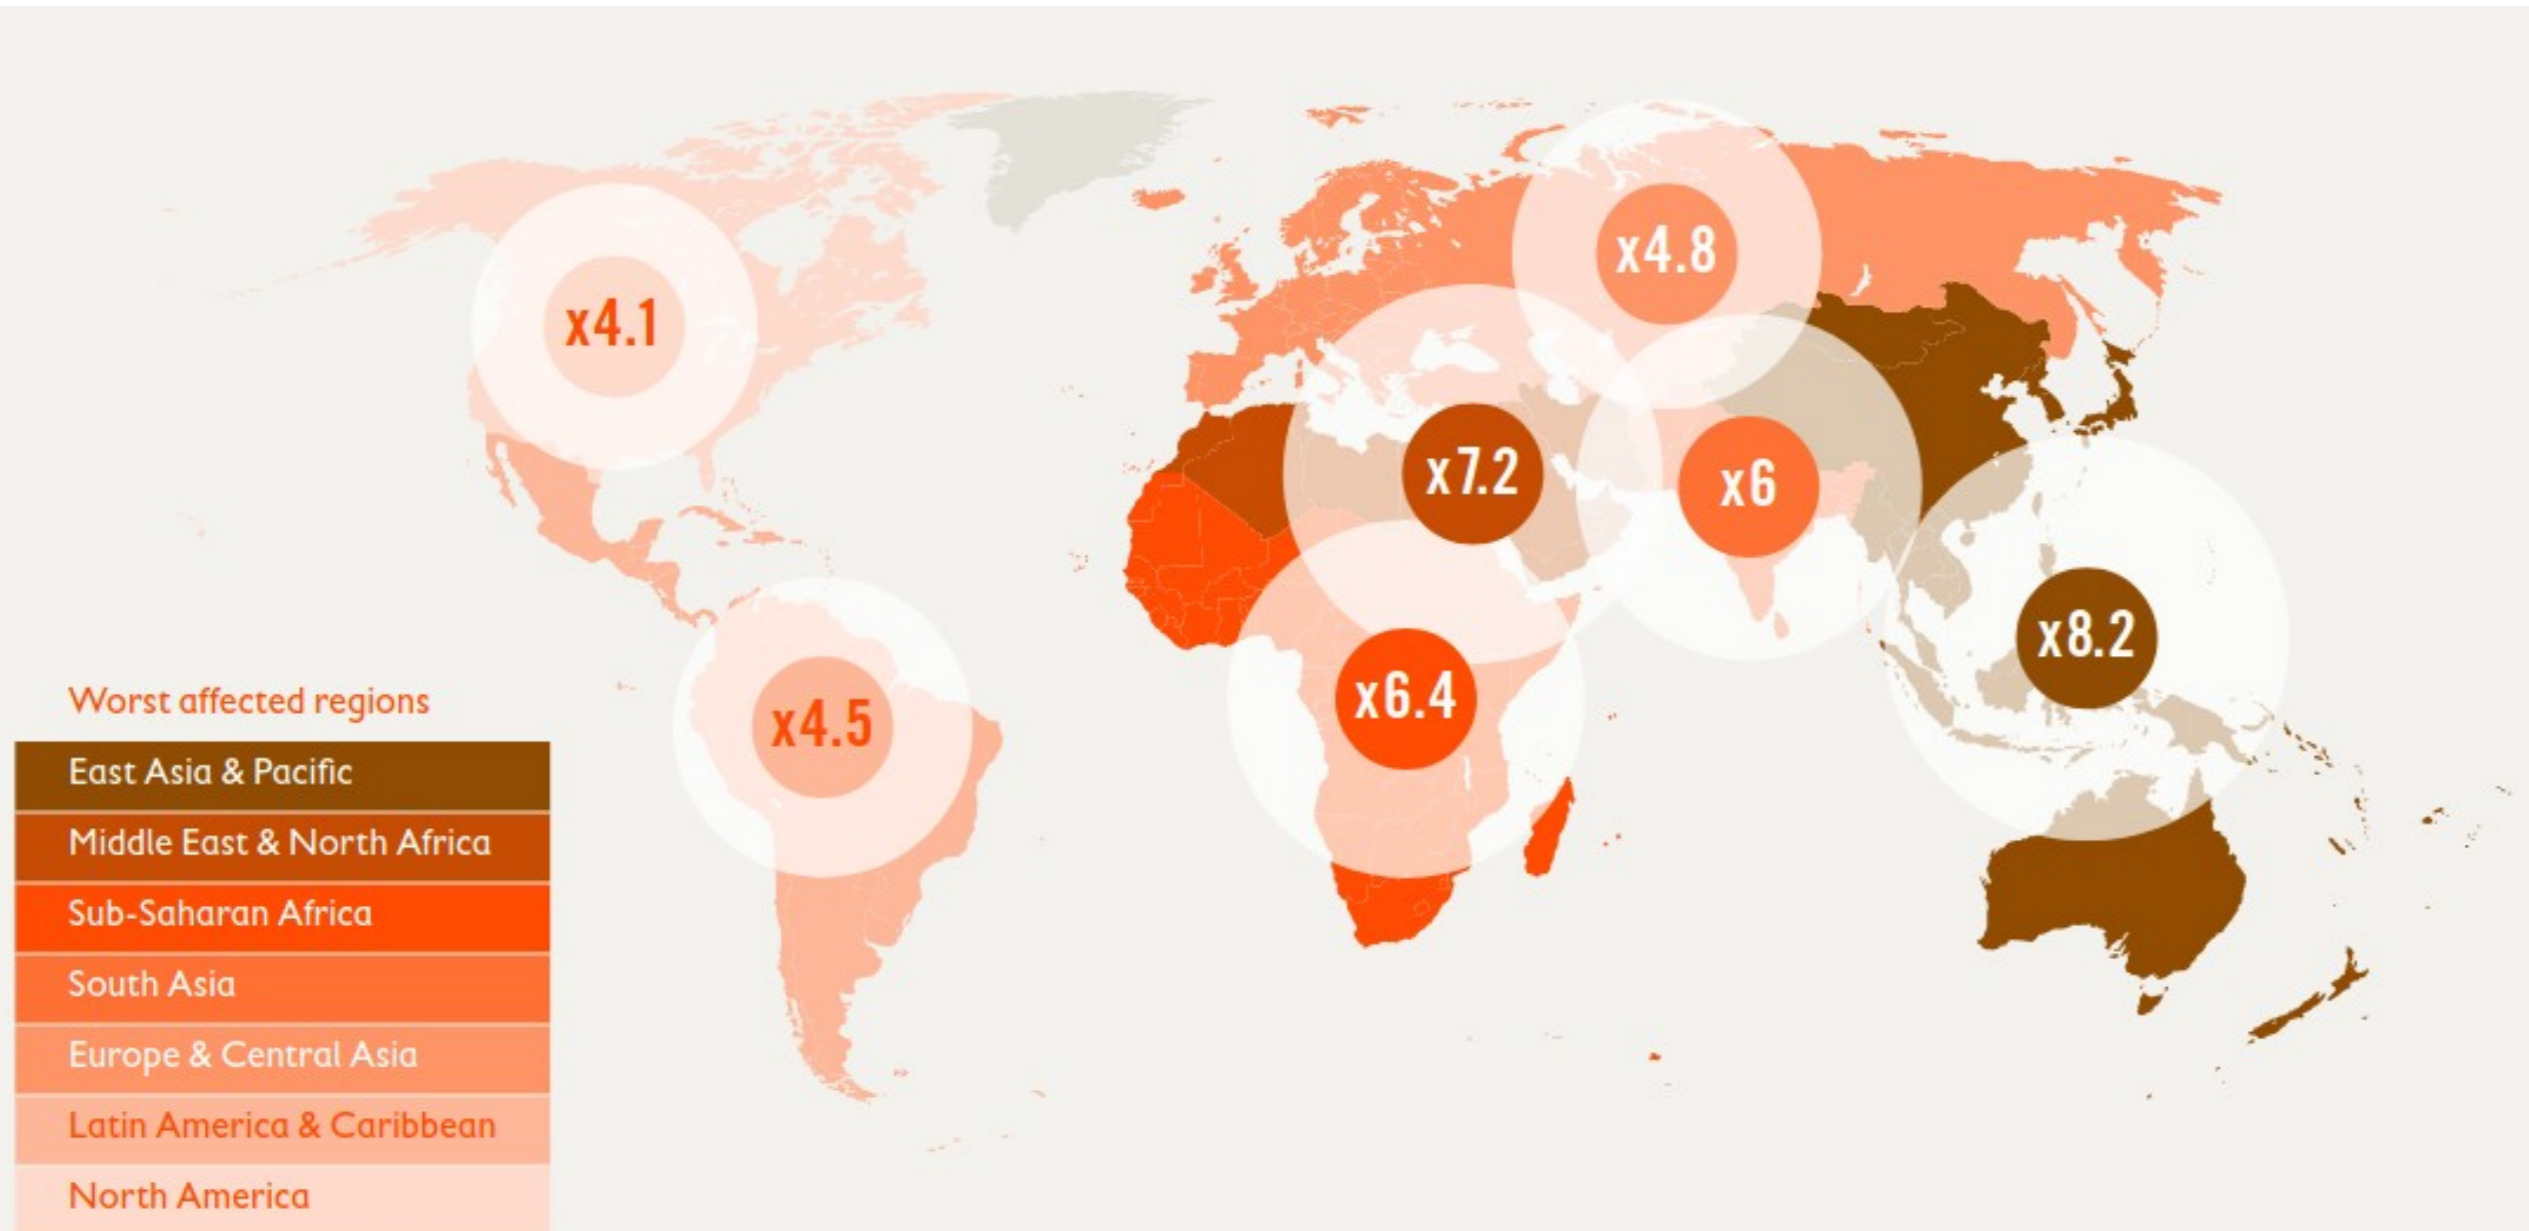 x4.8
x4.1
x7.2
x6
x8.2
x6.4
x4.5
Worst affected regions
East Asia & Pacific
Middle East & North Africa
Sub-Saharan Africa
South Asia
Europe & Central Asia
Latin America & Caribbean
North America